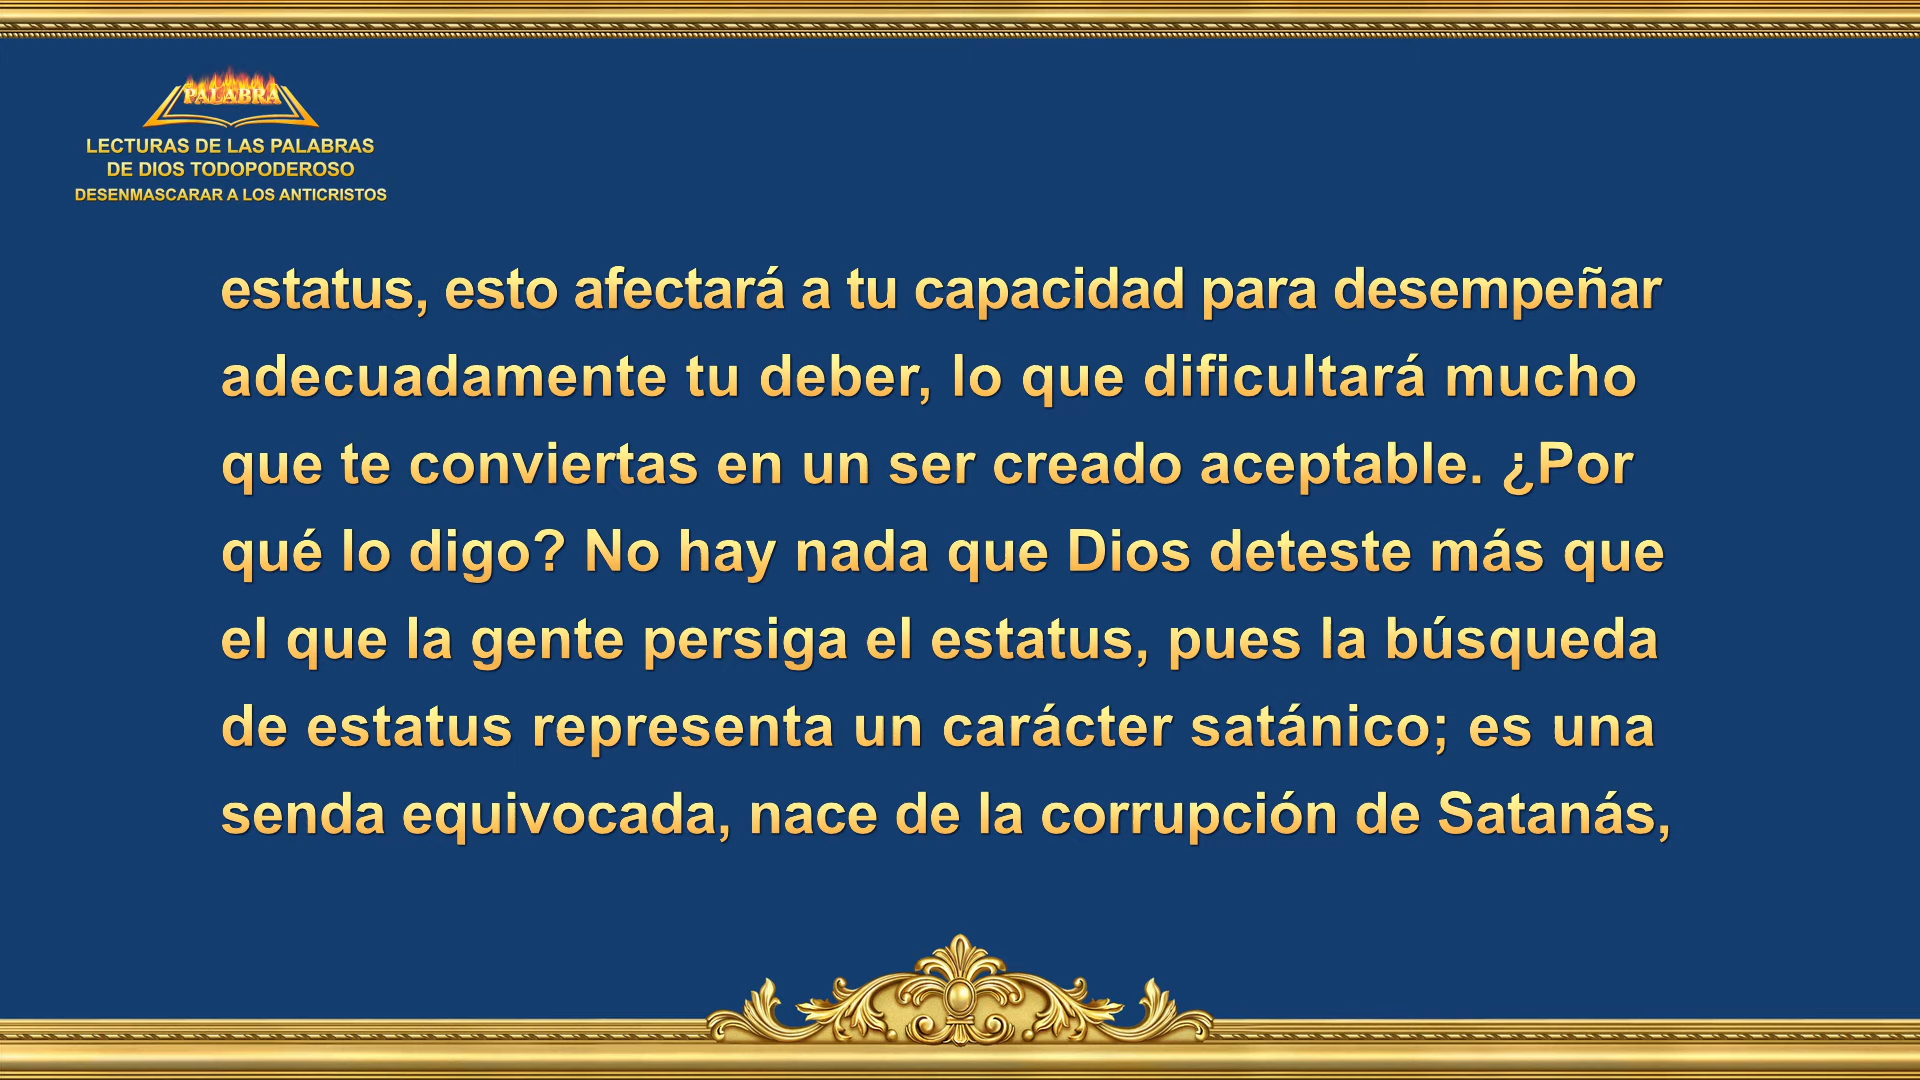 PALABRA
LECTURAS DE LAS PALABRAS
DE DIOS TODOPODEROSO
DESENMASCARAR A LOS ANTICRISTOS
estatus, esto afectará a tu capacidad para desempeñar
adecuadamente tu deber, lo que dificultará mucho
que te conviertas en un ser creado aceptable. ¿Por
qué lo digo? No hay nada que Dios deteste más que
el que la gente persiga el estatus, pues la búsqueda
de estatus representa un carácter satánico; es una
senda equivocada, nace de la corrupción de Satanás,